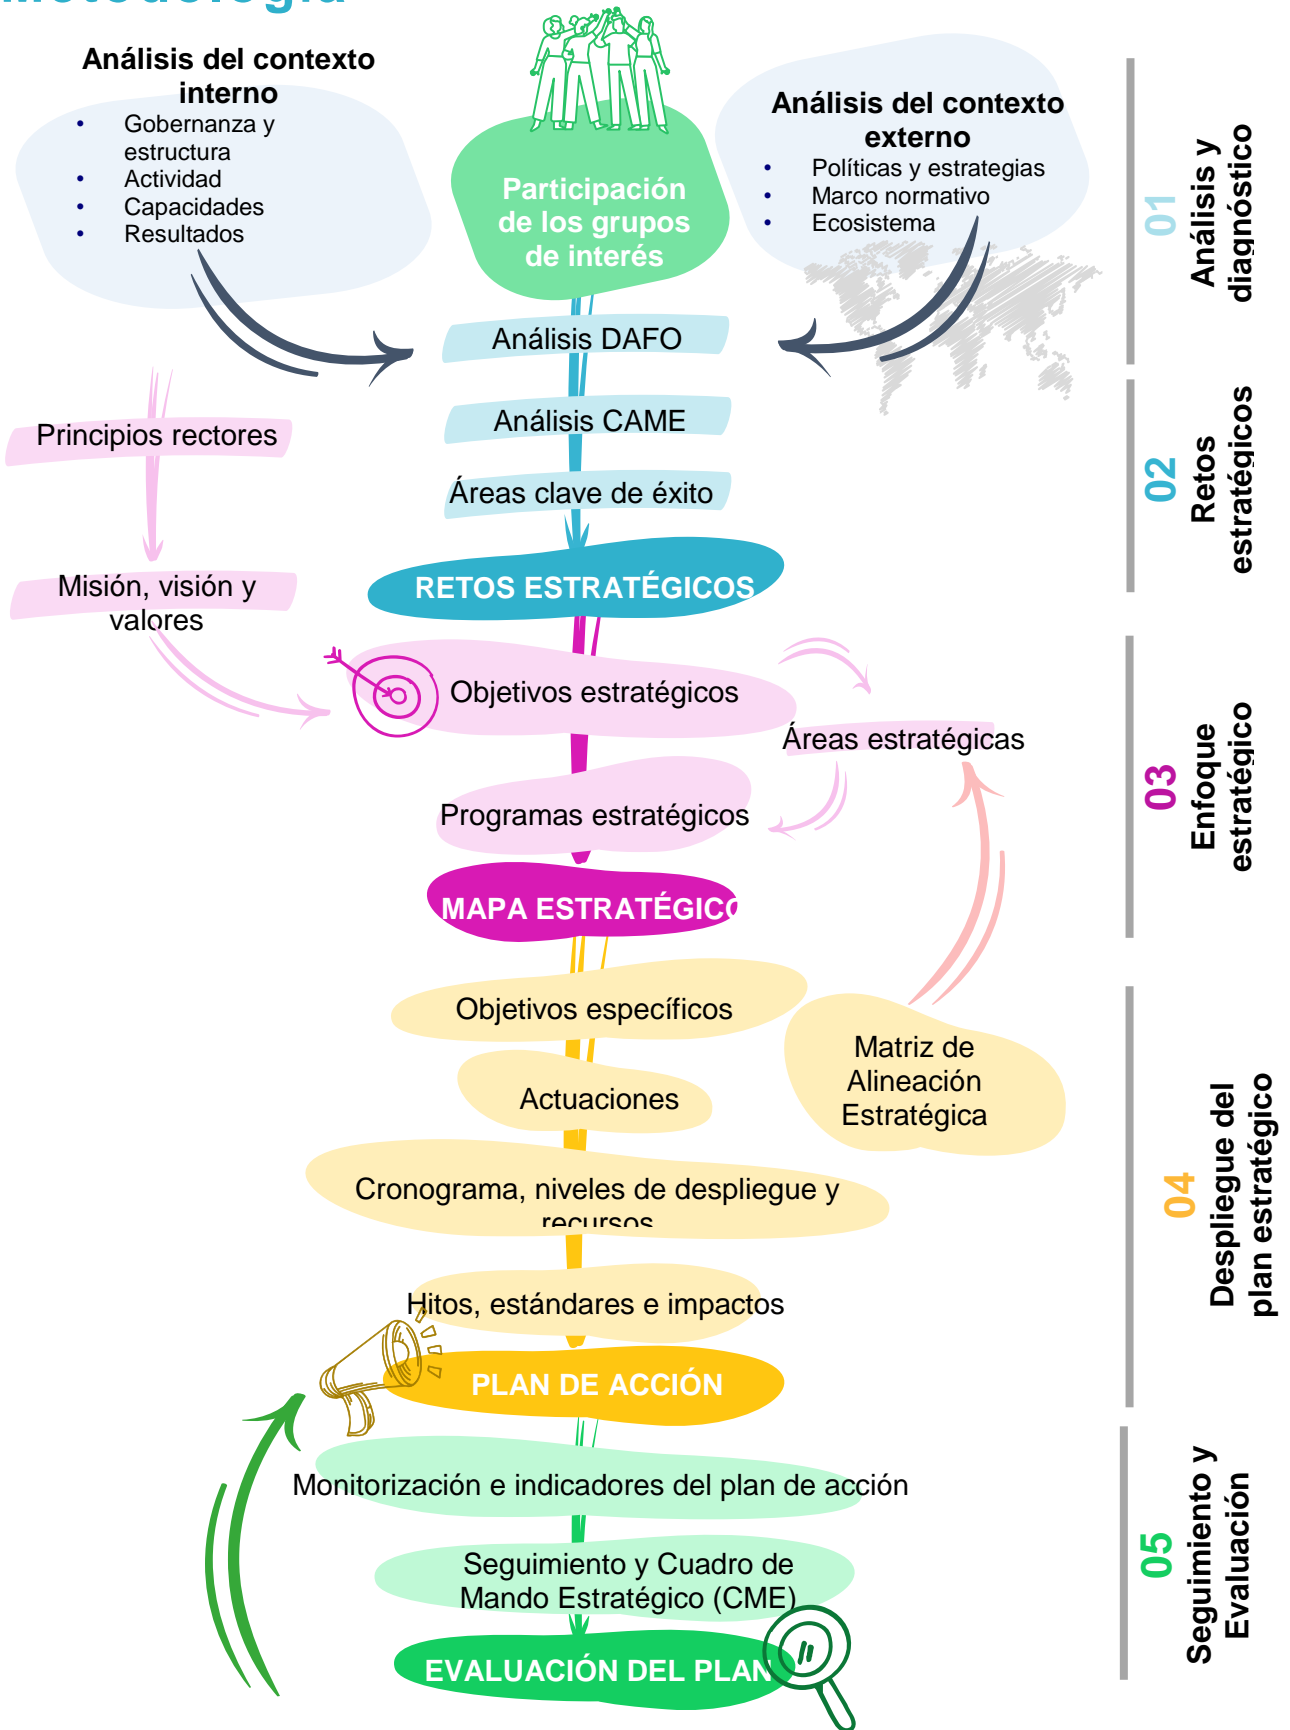 Metodología
Análisis del contexto
interno
• Gobernanza y
estructura
• Actividad
• Capacidades
• Resultados
Participación
de los grupos
de interés
Análisis del contexto
externo
• Políticas y estrategias
• Marco normativo
• Ecosistema
01
Análisis y
diagnóstico
Análisis DAFO
Análisis CAME
Áreas clave de éxito
RETOS ESTRATÉGICOS
Principios rectores
Misión, visión y
valores
02
Retos
estratégicos
Objetivos estratégicos
Áreas estratégicas
Programas estratégicos
MAPA ESTRATÉGICO
03
Enfoque
estratégico
Objetivos específicos
Matriz de
Alineación
Estratégica
Actuaciones
Cronograma, niveles de despliegue y
recursos
Hitos, estándares e impactos
PLAN DE ACCIÓN
04
Despliegue del
plan estratégico
Monitorización e indicadores del plan de acción
Seguimiento y Cuadro de
Mando Estratégico (CME)
EVALUACIÓN DEL PLAN
05
Seguimiento y
Evaluación